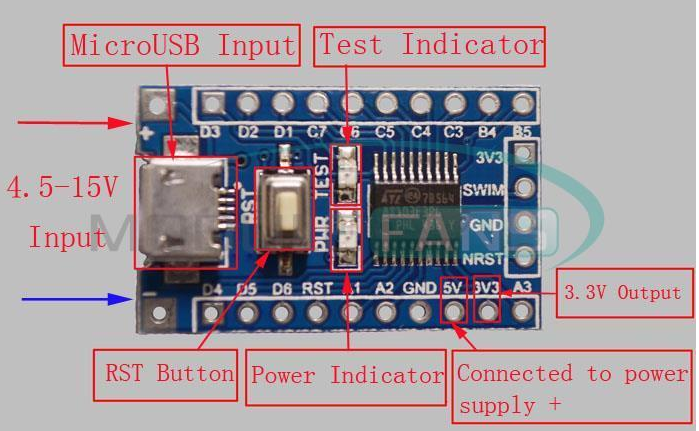 MicroUSB Input
Test Indicator
D3 D2 D1 C7 C6 C5 C4 C3 B4 B5
+
3V3
4.5-15V
Input
RST
TEST
SWIM
GND
PWR
NRST
-
D4 D5 D6 RST A1 A2 GND 5V 3V3 A3
3.3V Output
RST Button
Power Indicator
Connected to power
supply +